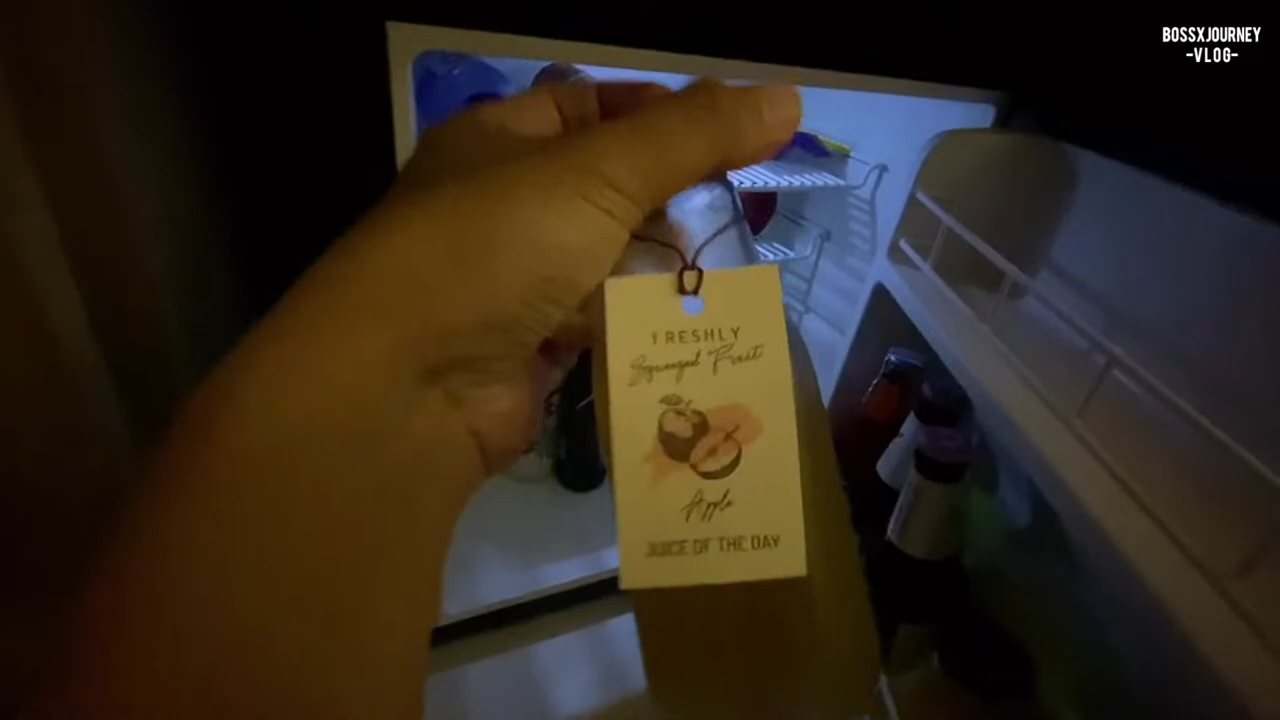 BOSSXJOURNEY
-VLOG-
FRESHLY
Squeezed Fruit
Apple
JUICE OF THE DAY